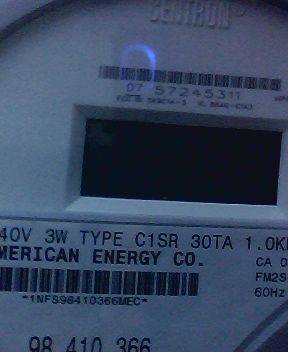 CENTRON
07 57245311
40V 3W TYPE C1SR 30TA 1.0K
MERICAN ENERGY CO.
CA 0
FM2S
*1NFS98410366MEC*
60Hz
98 410 366